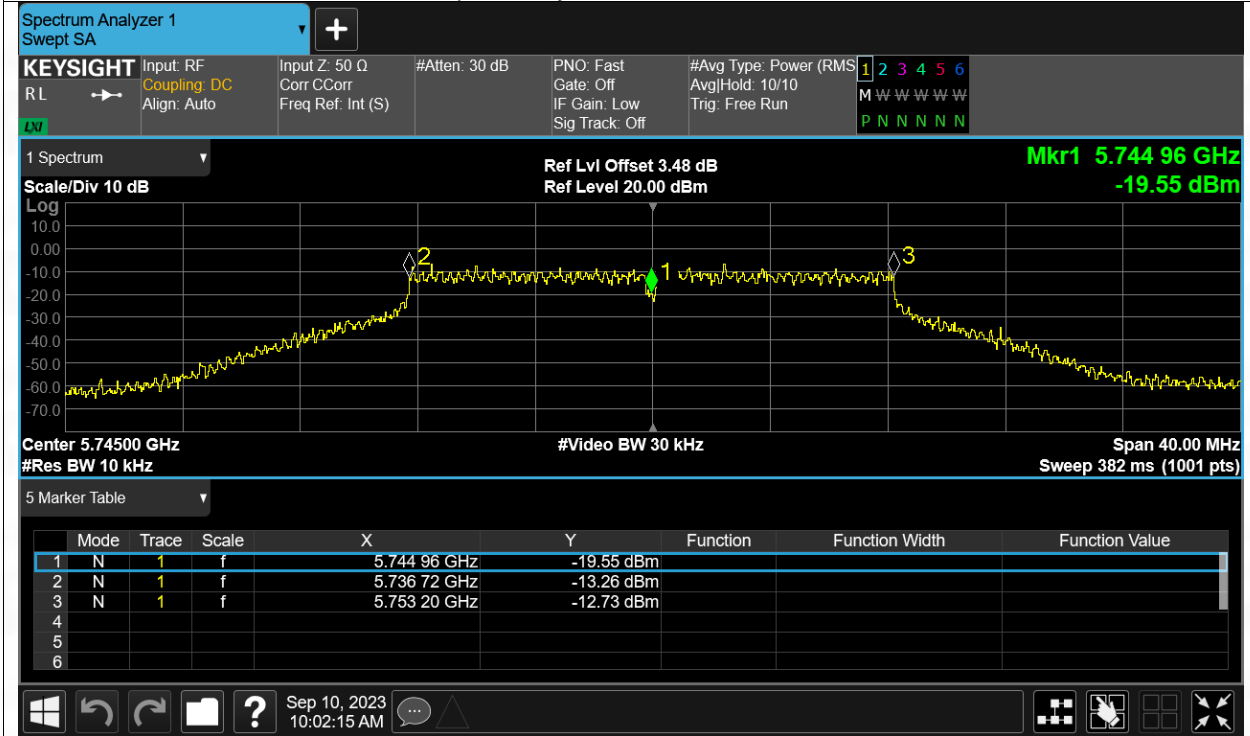 Spectrum Analyzer 1
Swept SA
+
KEYSIGHT
R L
LXI
Input: RF
Coupling: DC
Align: Auto
Input Z: 50 Ω
Corr CCorr
Freq Ref: Int (S)
#Atten: 30 dB
PNO: Fast
Gate: Off
IF Gain: Low
Sig Track: Off
#Avg Type: Power (RMS
Avg|Hold: 10/10
Trig: Free Run
1 2 3 4 5 6
M W W W W W
P N N N N N
1 Spectrum
Scale/Div 10 dB
Ref Lvl Offset 3.48 dB
Ref Level 20.00 dBm
Mkr1 5.744 96 GHz
-19.55 dBm
Log
10.0
0.00
-10.0
-20.0
-30.0
-40.0
-50.0
-60.0
-70.0
2
1
3
Center 5.74500 GHz
#Video BW 30 kHz
Span 40.00 MHz
#Res BW 10 kHz
Sweep 382 ms (1001 pts)
5 Marker Table
Mode Trace Scale X Y Function Function Width Function Value
1 N 1 f 5.744 96 GHz -19.55 dBm
2 N 1 f 5.736 72 GHz -13.26 dBm
3 N 1 f 5.753 20 GHz -12.73 dBm
4
5
6
?
Sep 10, 2023
10:02:15 AM